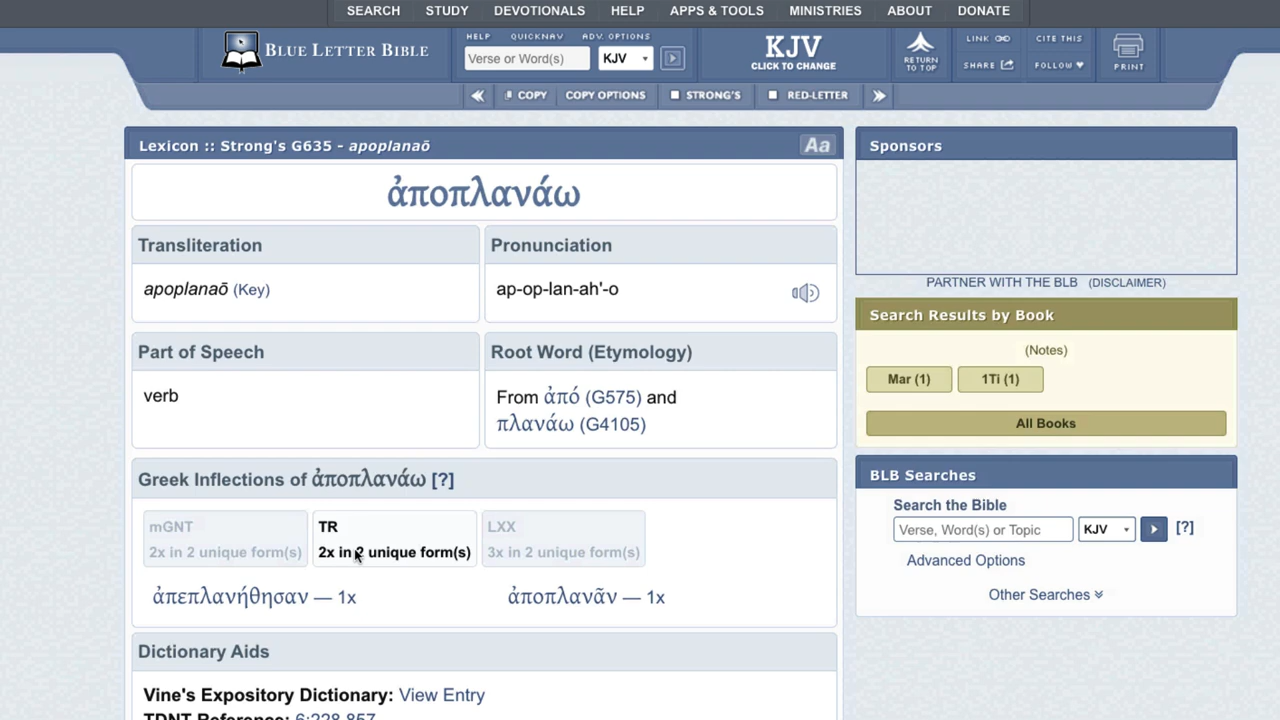 SEARCH STUDY DEVOTIONALS HELP APPS & TOOLS MINISTRIES ABOUT DONATE
BLUE LETTER BIBLE
HELP QUICKNAV ADV. OPTIONS
Verse or Word(s) KJV
KJV
CLICK TO CHANGE
RETURN
TO TOP
LINK CITE THIS
SHARE FOLLOW
PRINT
COPY COPY OPTIONS STRONG'S RED-LETTER
Lexicon :: Strong's G635 - apoplanaō Aa
ἀποπλανάω
Transliteration
apoplanaō (Key)
Pronunciation
ap-op-lan-ah'-o
Part of Speech
verb
Root Word (Etymology)
From ἀπό (G575) and
πλανάω (G4105)
Greek Inflections of ἀποπλανάω [?]
mGNT
2x in 2 unique form(s)
TR
2x in 2 unique form(s)
LXX
3x in 2 unique form(s)
ἀπεπλανήθησαν — 1x ἀποπλανᾶν — 1x
Dictionary Aids
Vine's Expository Dictionary: View Entry
TDNT Reference: 6:228,857
Sponsors
PARTNER WITH THE BLB (DISCLAIMER)
Search Results by Book
(Notes)
Mar (1) 1Ti (1)
All Books
BLB Searches
Search the Bible
Verse, Word(s) or Topic KJV [?]
Advanced Options
Other Searches